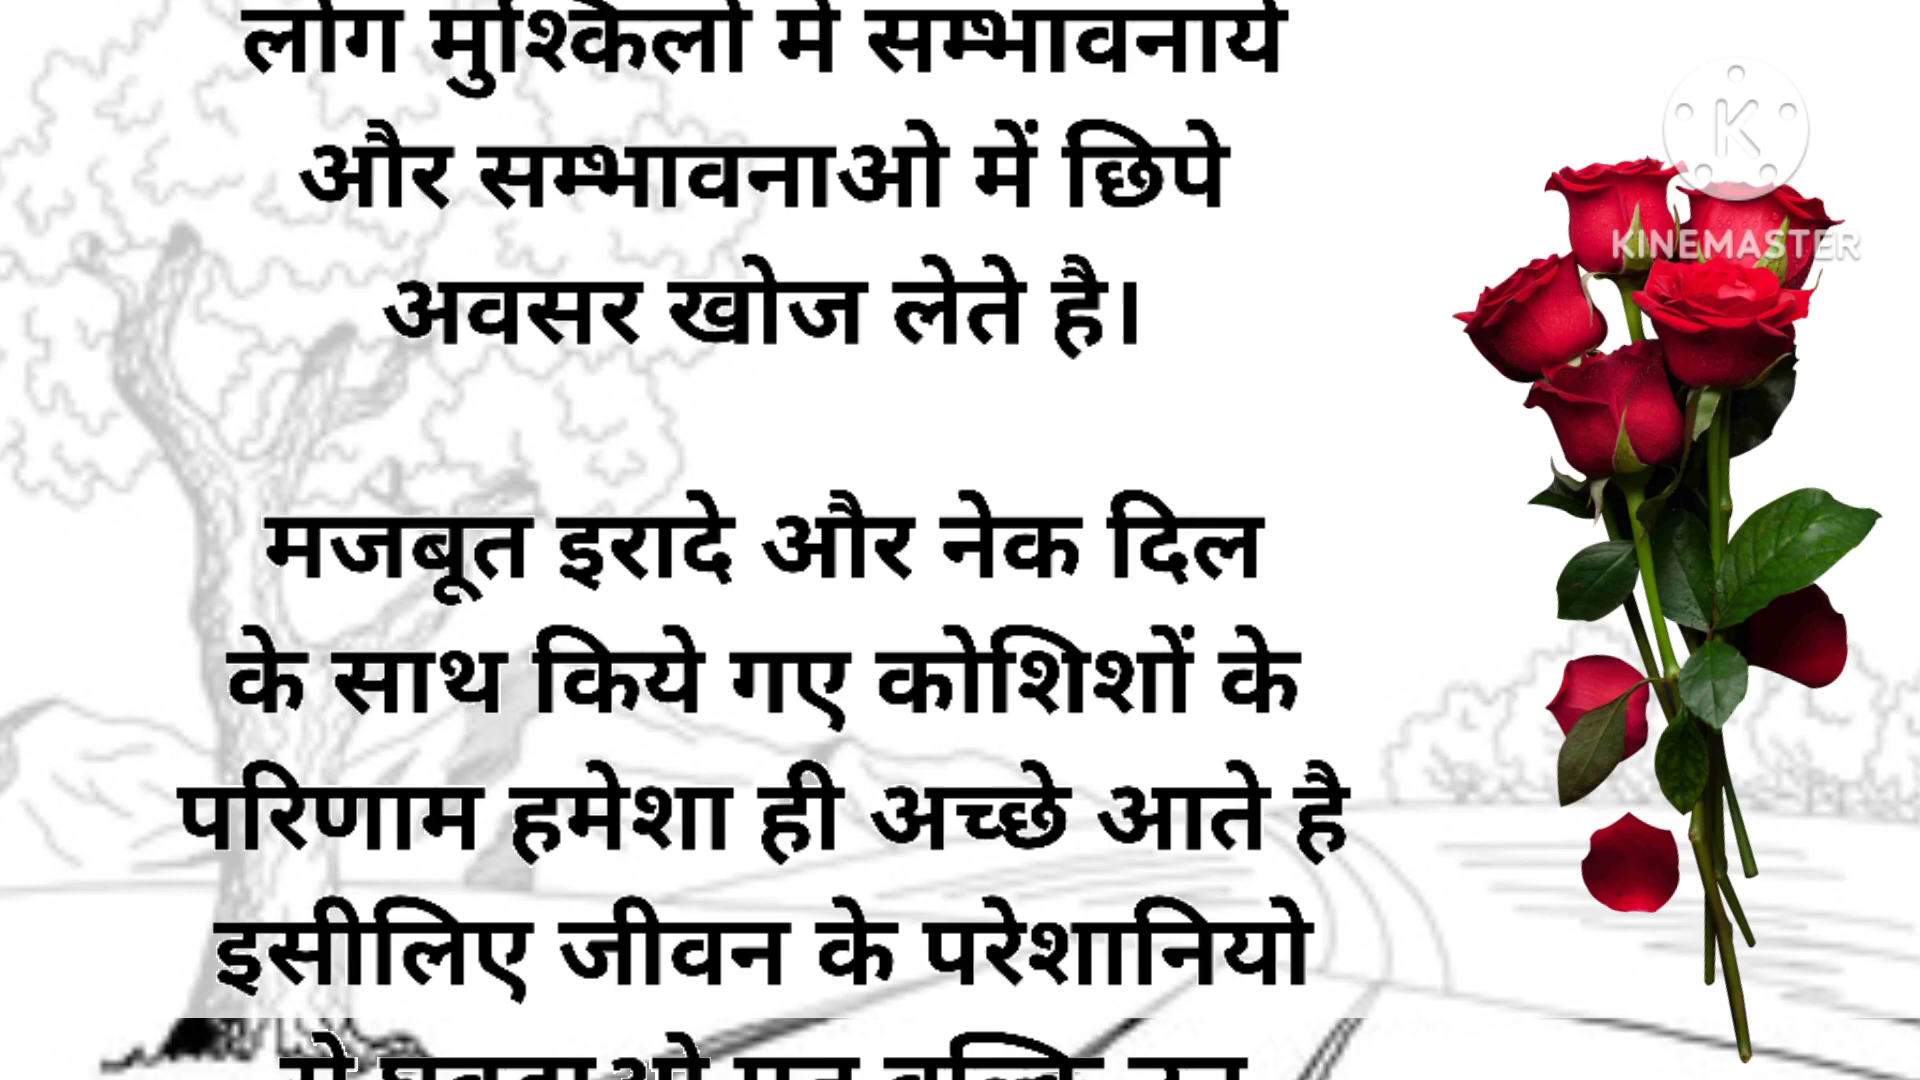 लोग मुश्किलों में सम्भावनायें
और सम्भावनाओ में छिपे
अवसर खोज लेते है।
मजबूत इरादे और नेक दिल
के साथ किये गए कोशिशों के
परिणाम हमेशा ही अच्छे आते है
इसीलिए जीवन के परेशानियो
K
KINEMASTER